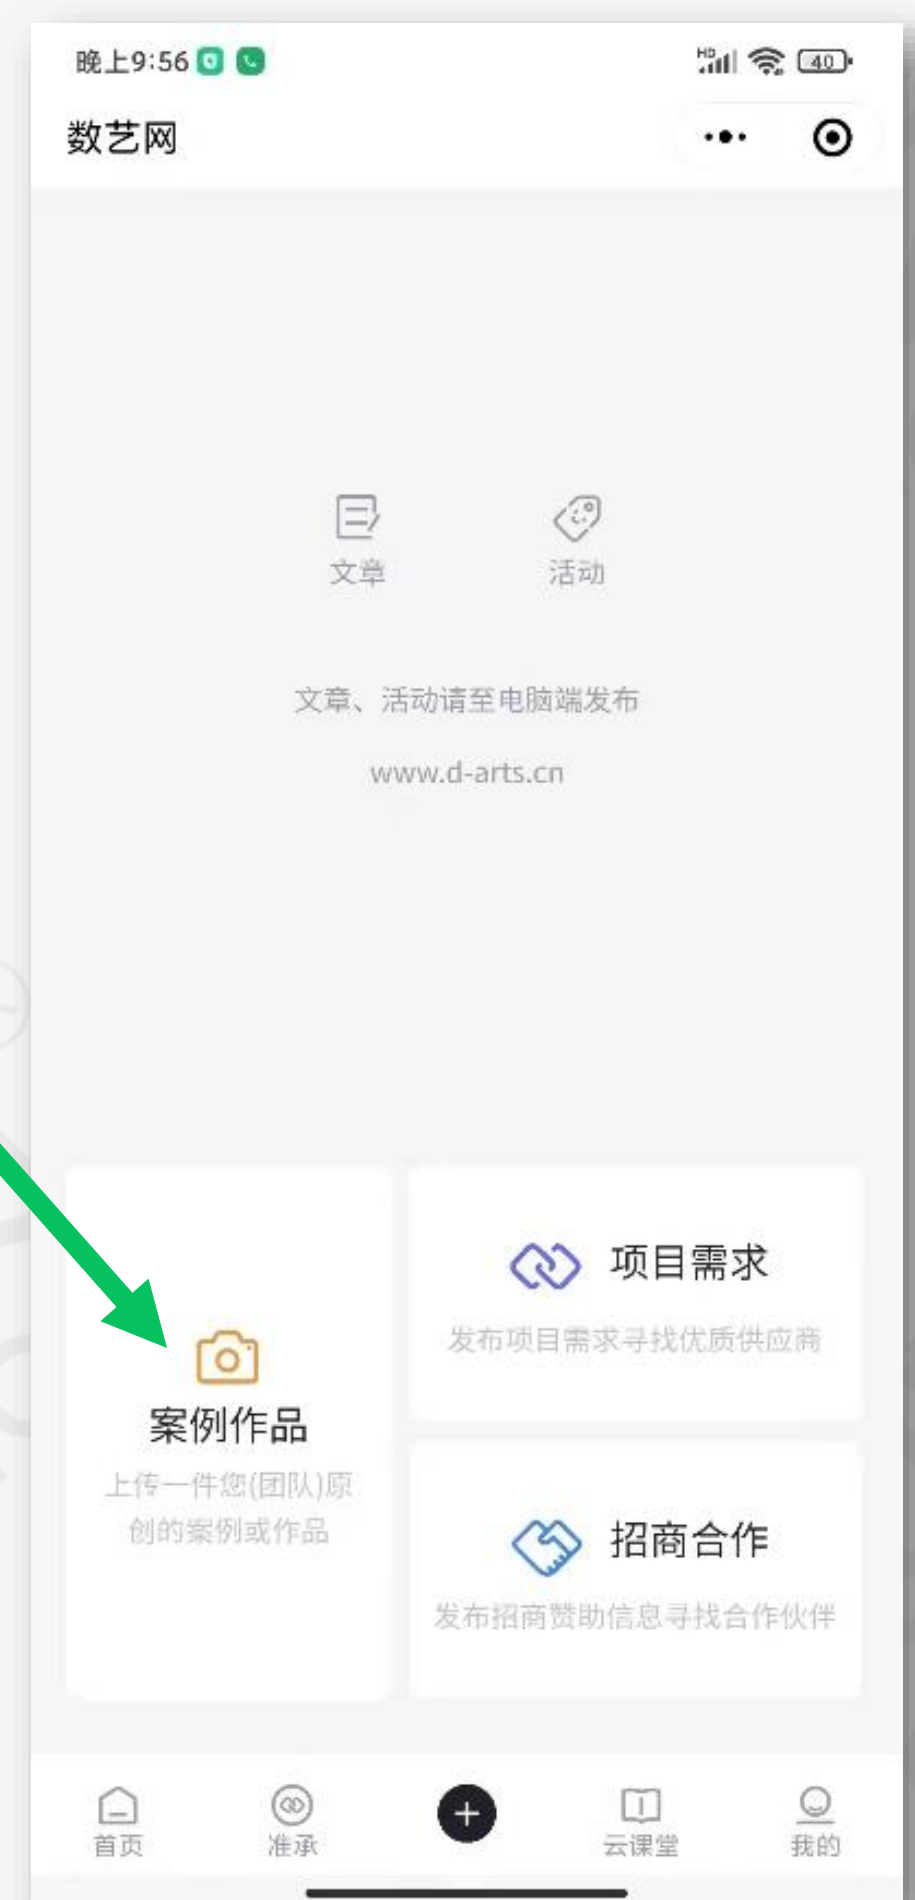 晚上9:56
HD
40
数艺网
文章
活动
文章、活动请至电脑端发布
www.d-arts.cn
项目需求
发布项目需求寻找优质供应商
案例作品
上传一件您(团队)原
创的案例或作品
招商合作
发布招商赞助信息寻找合作伙伴
首页
准承
云课堂
我的